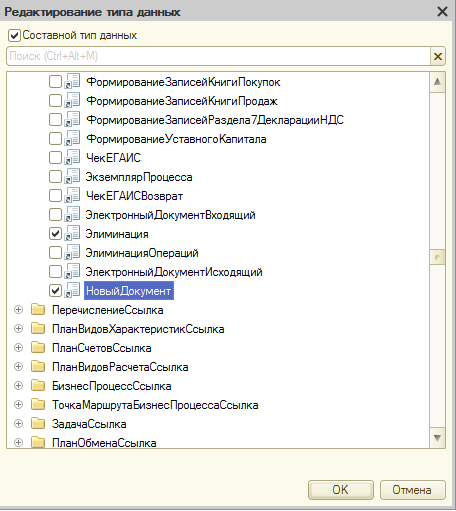 Редактирование типа данных
Составной тип данных
Поиск (Ctrl+Alt+M)
ФормированиеЗаписейКнигиПокупок
ФормированиеЗаписейКнигиПродаж
ФормированиеЗаписейРаздела7ДекларацииНДС
ФормированиеУставногоКапитала
ЧекЕГАИС
ЭкземплярПроцесса
ЧекЕГАИСВозврат
ЭлектронныйДокументВходящий
Элиминация
ЭлиминацияОпераций
ЭлектронныйДокументИсходящий
НовыйДокумент
ПеречислениеСсылка
ПланВидовХарактеристикСсылка
ПланСчетовСсылка
ПланВидовРасчетаСсылка
БизнесПроцессСсылка
ТочкаМаршрутаБизнесПроцессаСсылка
ЗадачаСсылка
ПланОбменаСсылка
OK
Отмена